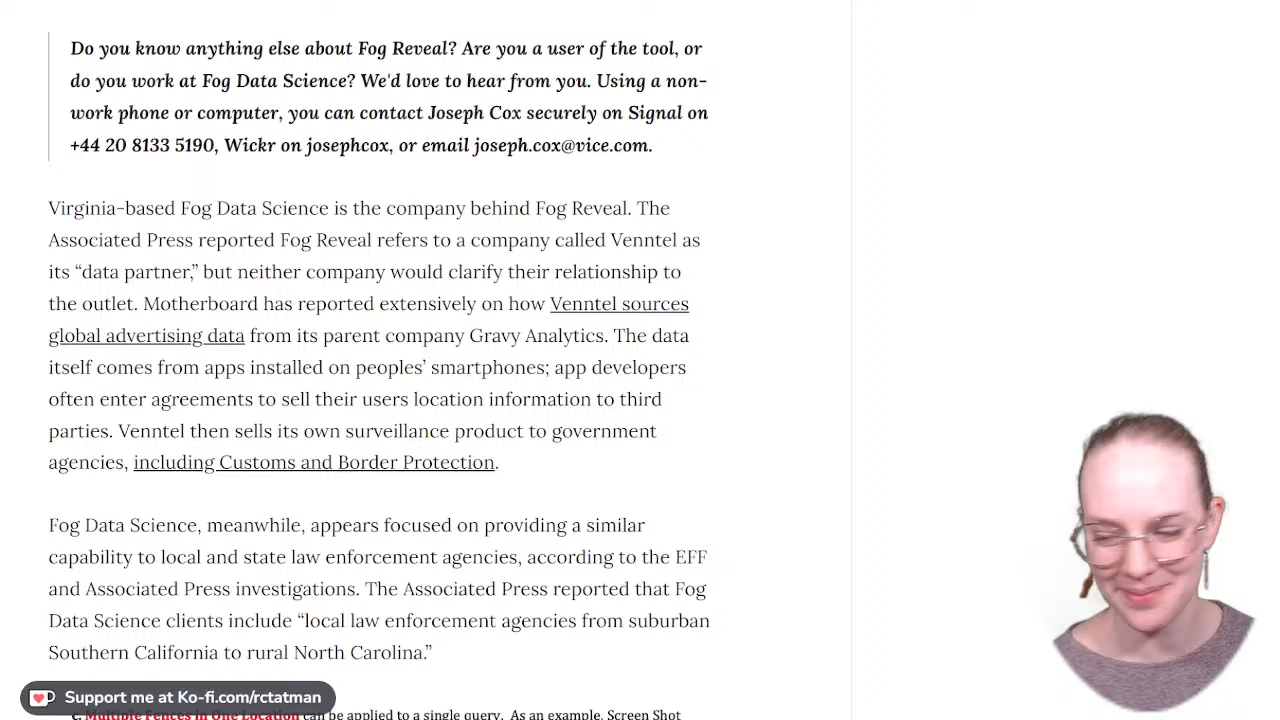 Do you know anything else about Fog Reveal? Are you a user of the tool, or
do you work at Fog Data Science? We'd love to hear from you. Using a non-
work phone or computer, you can contact Joseph Cox securely on Signal on
+44 20 8133 5190, Wickr on josephcox, or email joseph.cox@vice.com.
Virginia-based Fog Data Science is the company behind Fog Reveal. The
Associated Press reported Fog Reveal refers to a company called Venntel as
its “data partner,” but neither company would clarify their relationship to
the outlet. Motherboard has reported extensively on how Venntel sources
global advertising data from its parent company Gravy Analytics. The data
itself comes from apps installed on peoples’ smartphones; app developers
often enter agreements to sell their users location information to third
parties. Venntel then sells its own surveillance product to government
agencies, including Customs and Border Protection.
Fog Data Science, meanwhile, appears focused on providing a similar
capability to local and state law enforcement agencies, according to the EFF
and Associated Press investigations. The Associated Press reported that Fog
Data Science clients include “local law enforcement agencies from suburban
Southern California to rural North Carolina.”
Support me at Ko-fi.com/rctatman
c. Multiple Fences in One Location can be applied to a single query. As an example, Screen Shot